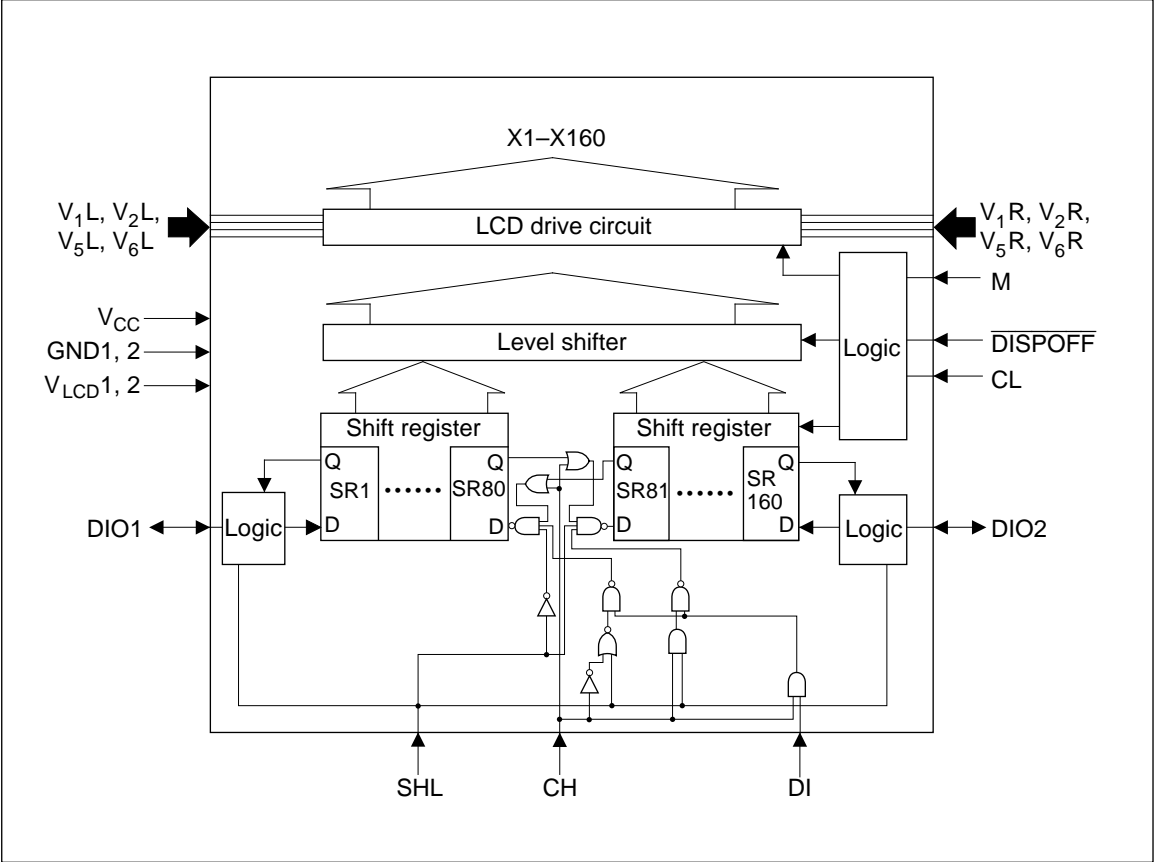 X1–X160
V1L, V2L,
V5L, V6L
LCD drive circuit
V1R, V2R,
V5R, V6R
M
VCC
GND1, 2
VLCD1, 2
Level shifter
Logic
DISPOFF
CL
Shift register
Shift register
Q
SR1
······
Q
SR80
Q
SR81
······
Q
SR
160
DIO1
Logic
D
D
D
D
Logic
DIO2
SHL
CH
DI